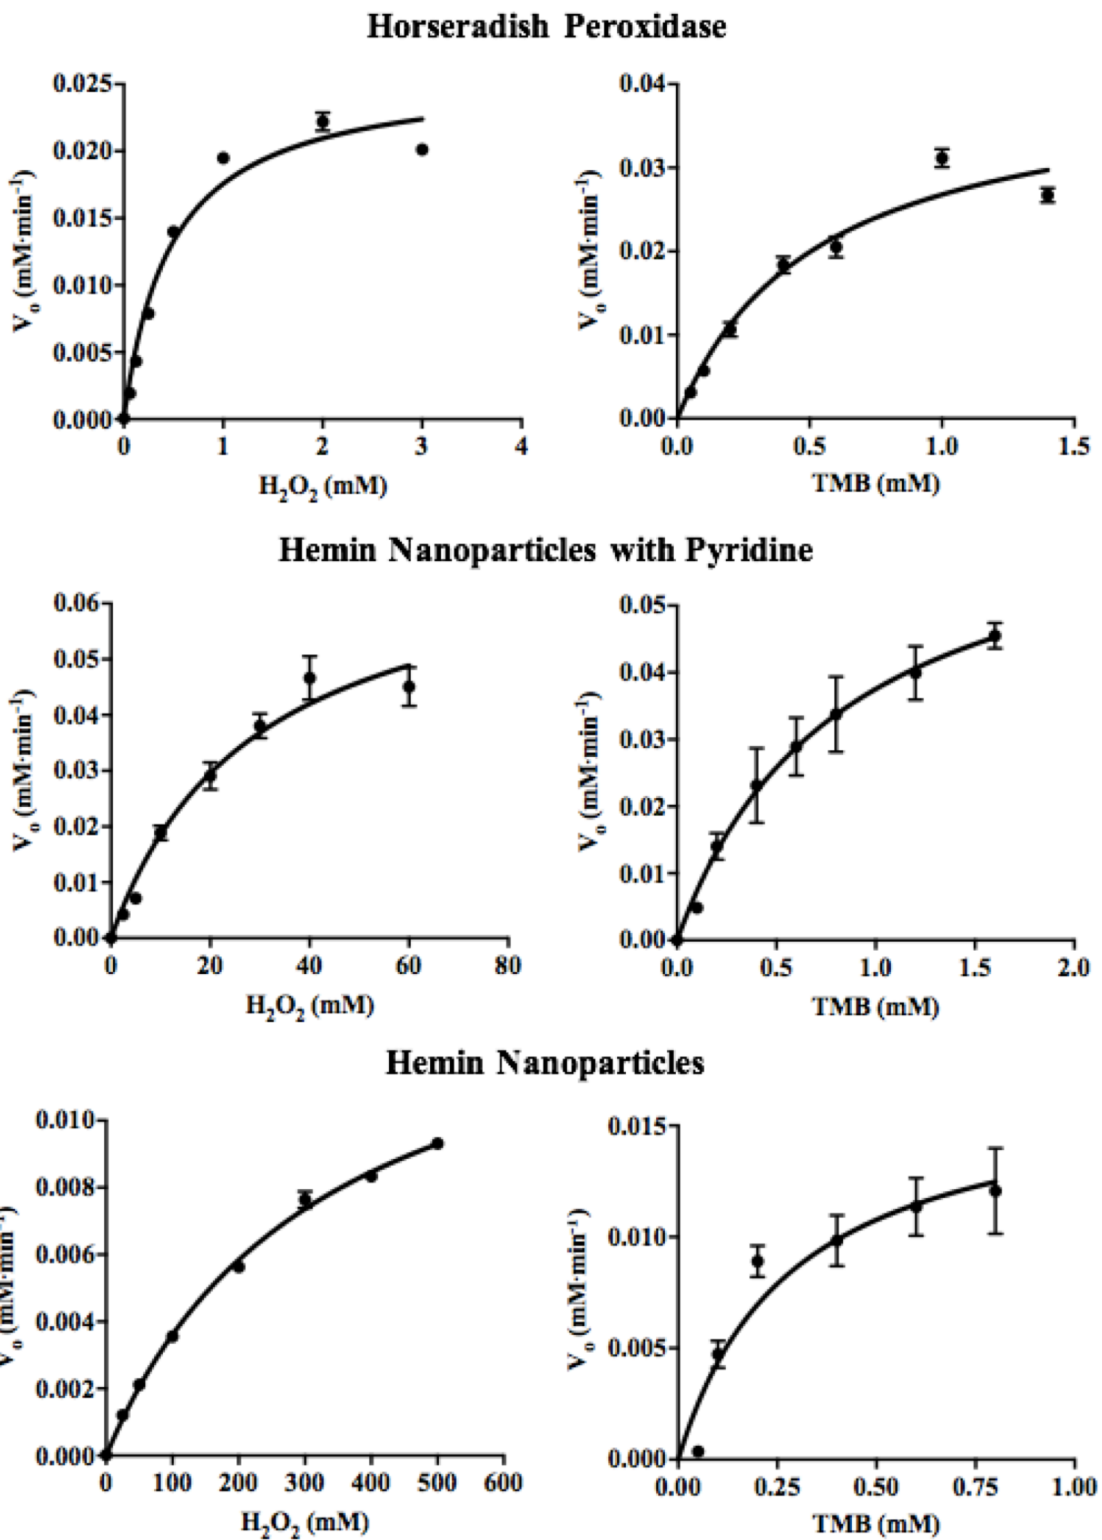 Horseradish Peroxidase
0.025
0.020
0.015
0.010
0.005
0.000
0 1 2 3 4
V₀ (mM·min⁻¹)
H₂O₂ (mM)
0.04
0.03
0.02
0.01
0.00
0.0 0.5 1.0 1.5
V₀ (mM·min⁻¹)
TMB (mM)
Hemin Nanoparticles with Pyridine
0.06
0.05
0.04
0.03
0.02
0.01
0.00
0 20 40 60 80
V₀ (mM·min⁻¹)
H₂O₂ (mM)
0.05
0.04
0.03
0.02
0.01
0.00
0.0 0.5 1.0 1.5 2.0
V₀ (mM·min⁻¹)
TMB (mM)
Hemin Nanoparticles
0.010
0.008
0.006
0.004
0.002
0.000
0 100 200 300 400 500 600
V₀ (mM·min⁻¹)
H₂O₂ (mM)
0.015
0.010
0.005
0.000
0.00 0.25 0.50 0.75 1.00
V₀ (mM·min⁻¹)
TMB (mM)